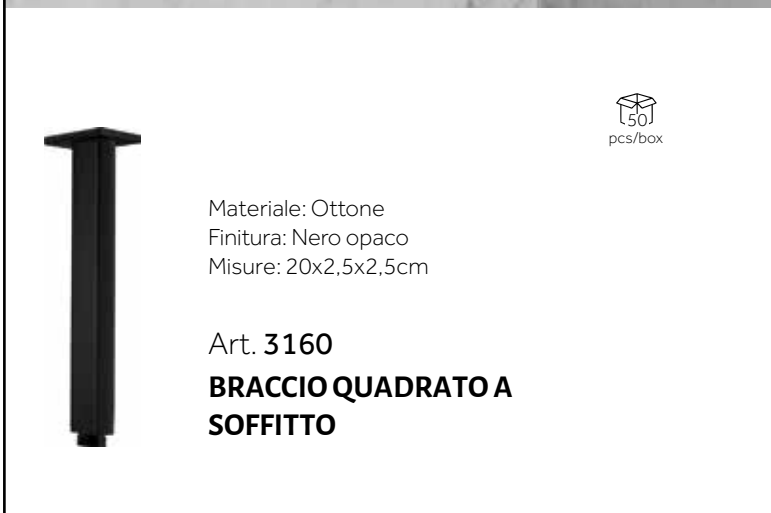 50
pcs/box
Materiale: Ottone
Finitura: Nero opaco
Misure: 20x2,5x2,5cm
Art. 3160
BRACCIO QUADRATO A
SOFFITTO